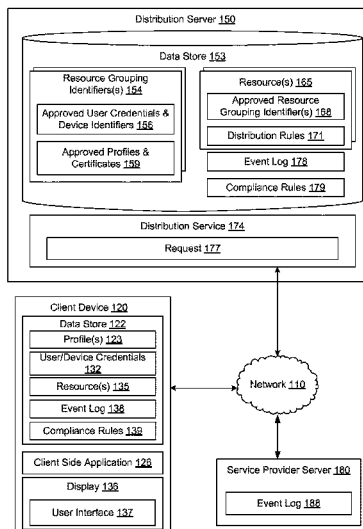 Distribution Server 150
Data Store 153
Resource Grouping
Identifiers(s) 154
Approved User Credentials &
Device Identifiers 156
Approved Profiles &
Certificates 159
Resource(s) 165
Approved Resource
Grouping Identifier(s) 168
Distribution Rules 171
Event Log 178
Compliance Rules 179
Distribution Service 174
Request 177
Client Device 120
Data Store 122
Profile(s) 123
User/Device Credentials
132
Resource(s) 135
Event Log 138
Compliance Rules 139
Client Side Application 126
Display 136
User Interface 137
Network 110
Service Provider Server 180
Event Log 188